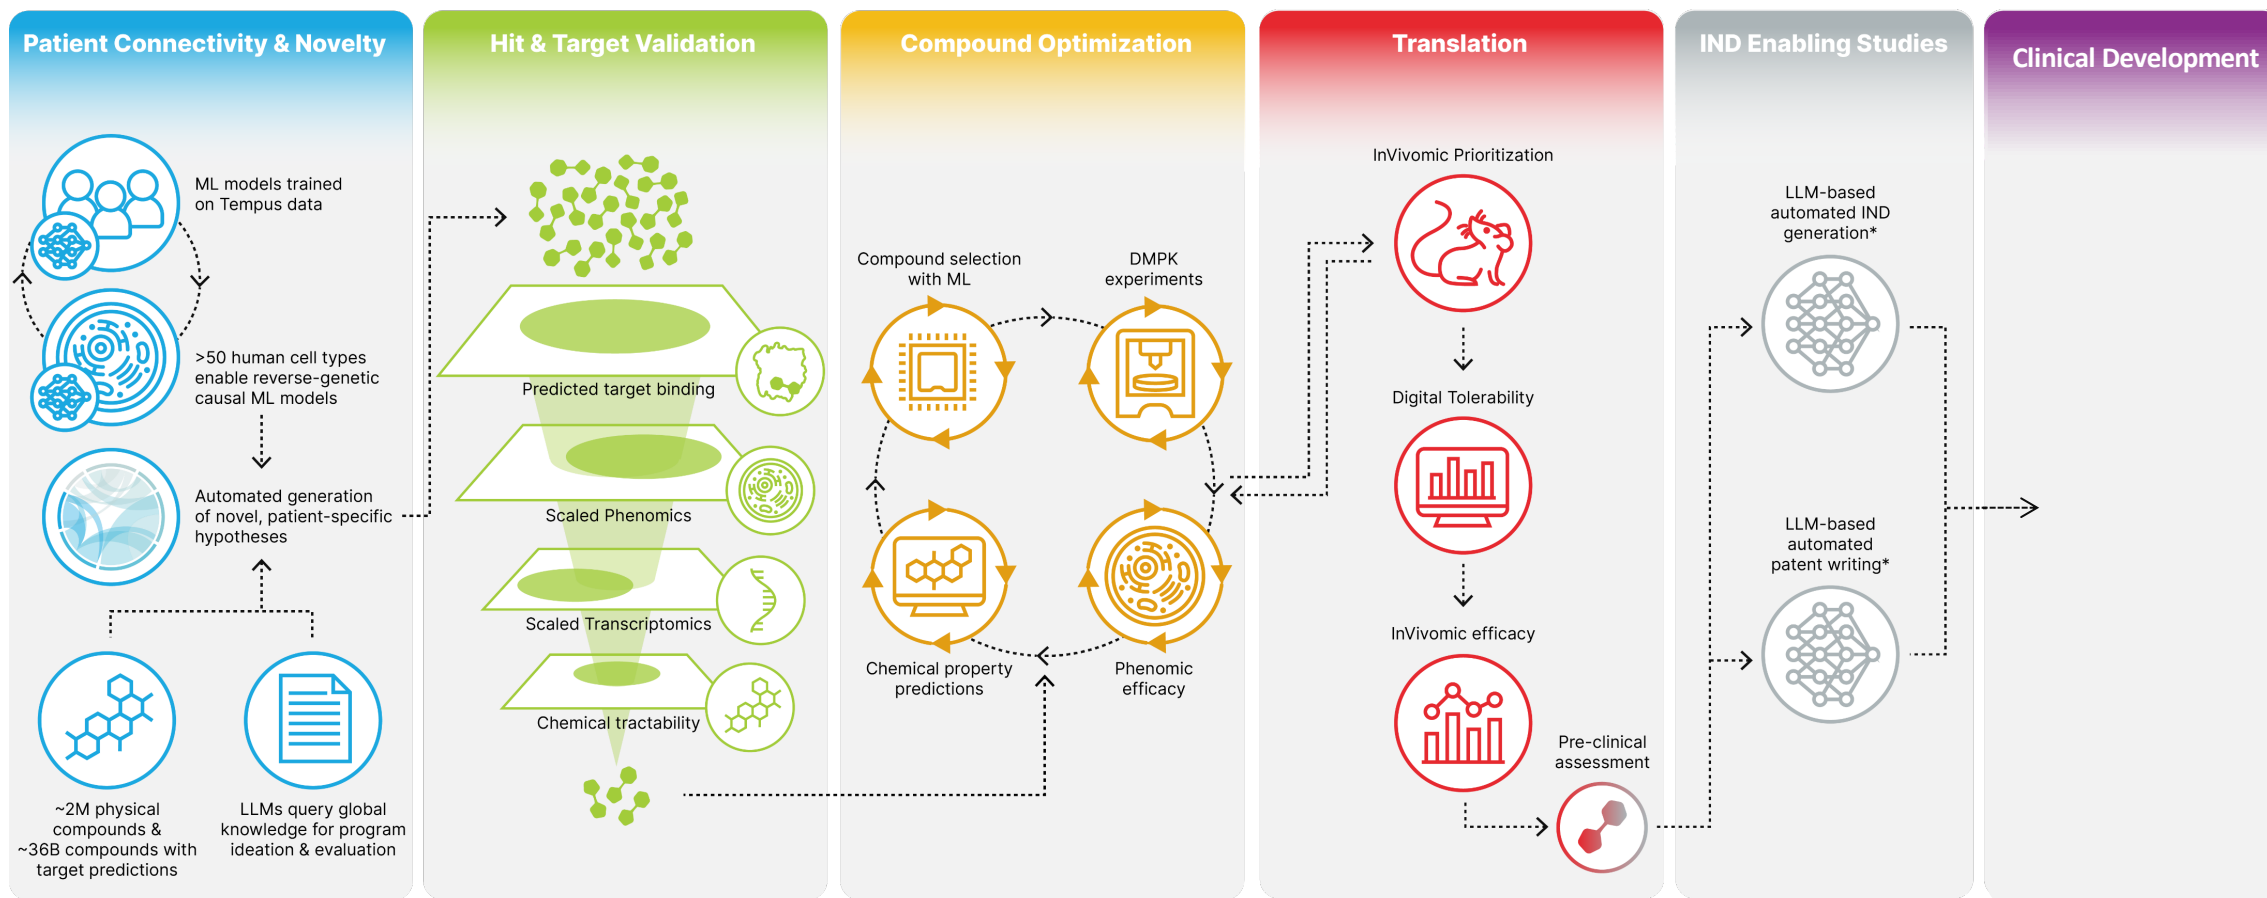 Patient Connectivity & Novelty
ML models trained
on Tempus data
>50 human cell types
enable reverse-genetic
causal ML models
Automated generation
of novel, patient-specific
hypotheses
~2M physical
compounds &
~36B compounds with
target predictions
LLMs query global
knowledge for program
ideation & evaluation
Hit & Target Validation
Predicted target binding
Scaled Phenomics
Scaled Transcriptomics
Chemical tractability
Compound Optimization
Compound selection
with ML
DMPK
experiments
Chemical property
predictions
Phenomic
efficacy
Translation
InVivomic Prioritization
Digital Tolerability
InVivomic efficacy
Pre-clinical
assessment
IND Enabling Studies
LLM-based
automated IND
generation*
LLM-based
automated
patent writing*
Clinical Development